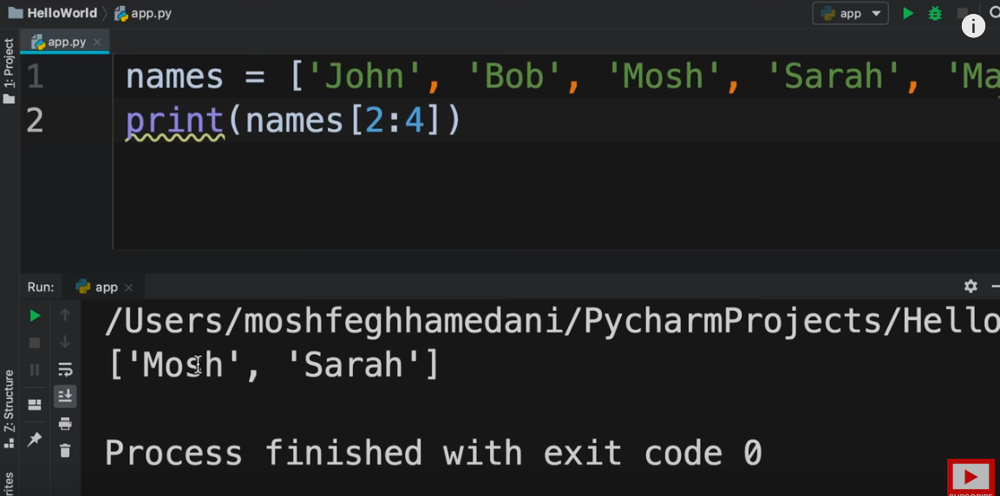 HelloWorld app.py
app
i
app.py
1: Project
1 names = ['John', 'Bob', 'Mosh', 'Sarah', 'Ma
2 print(names[2:4])
Run: app
/Users/moshfeghhamedani/PycharmProjects/Hello
['Mosh', 'Sarah']
Process finished with exit code 0
Z: Structure
rites